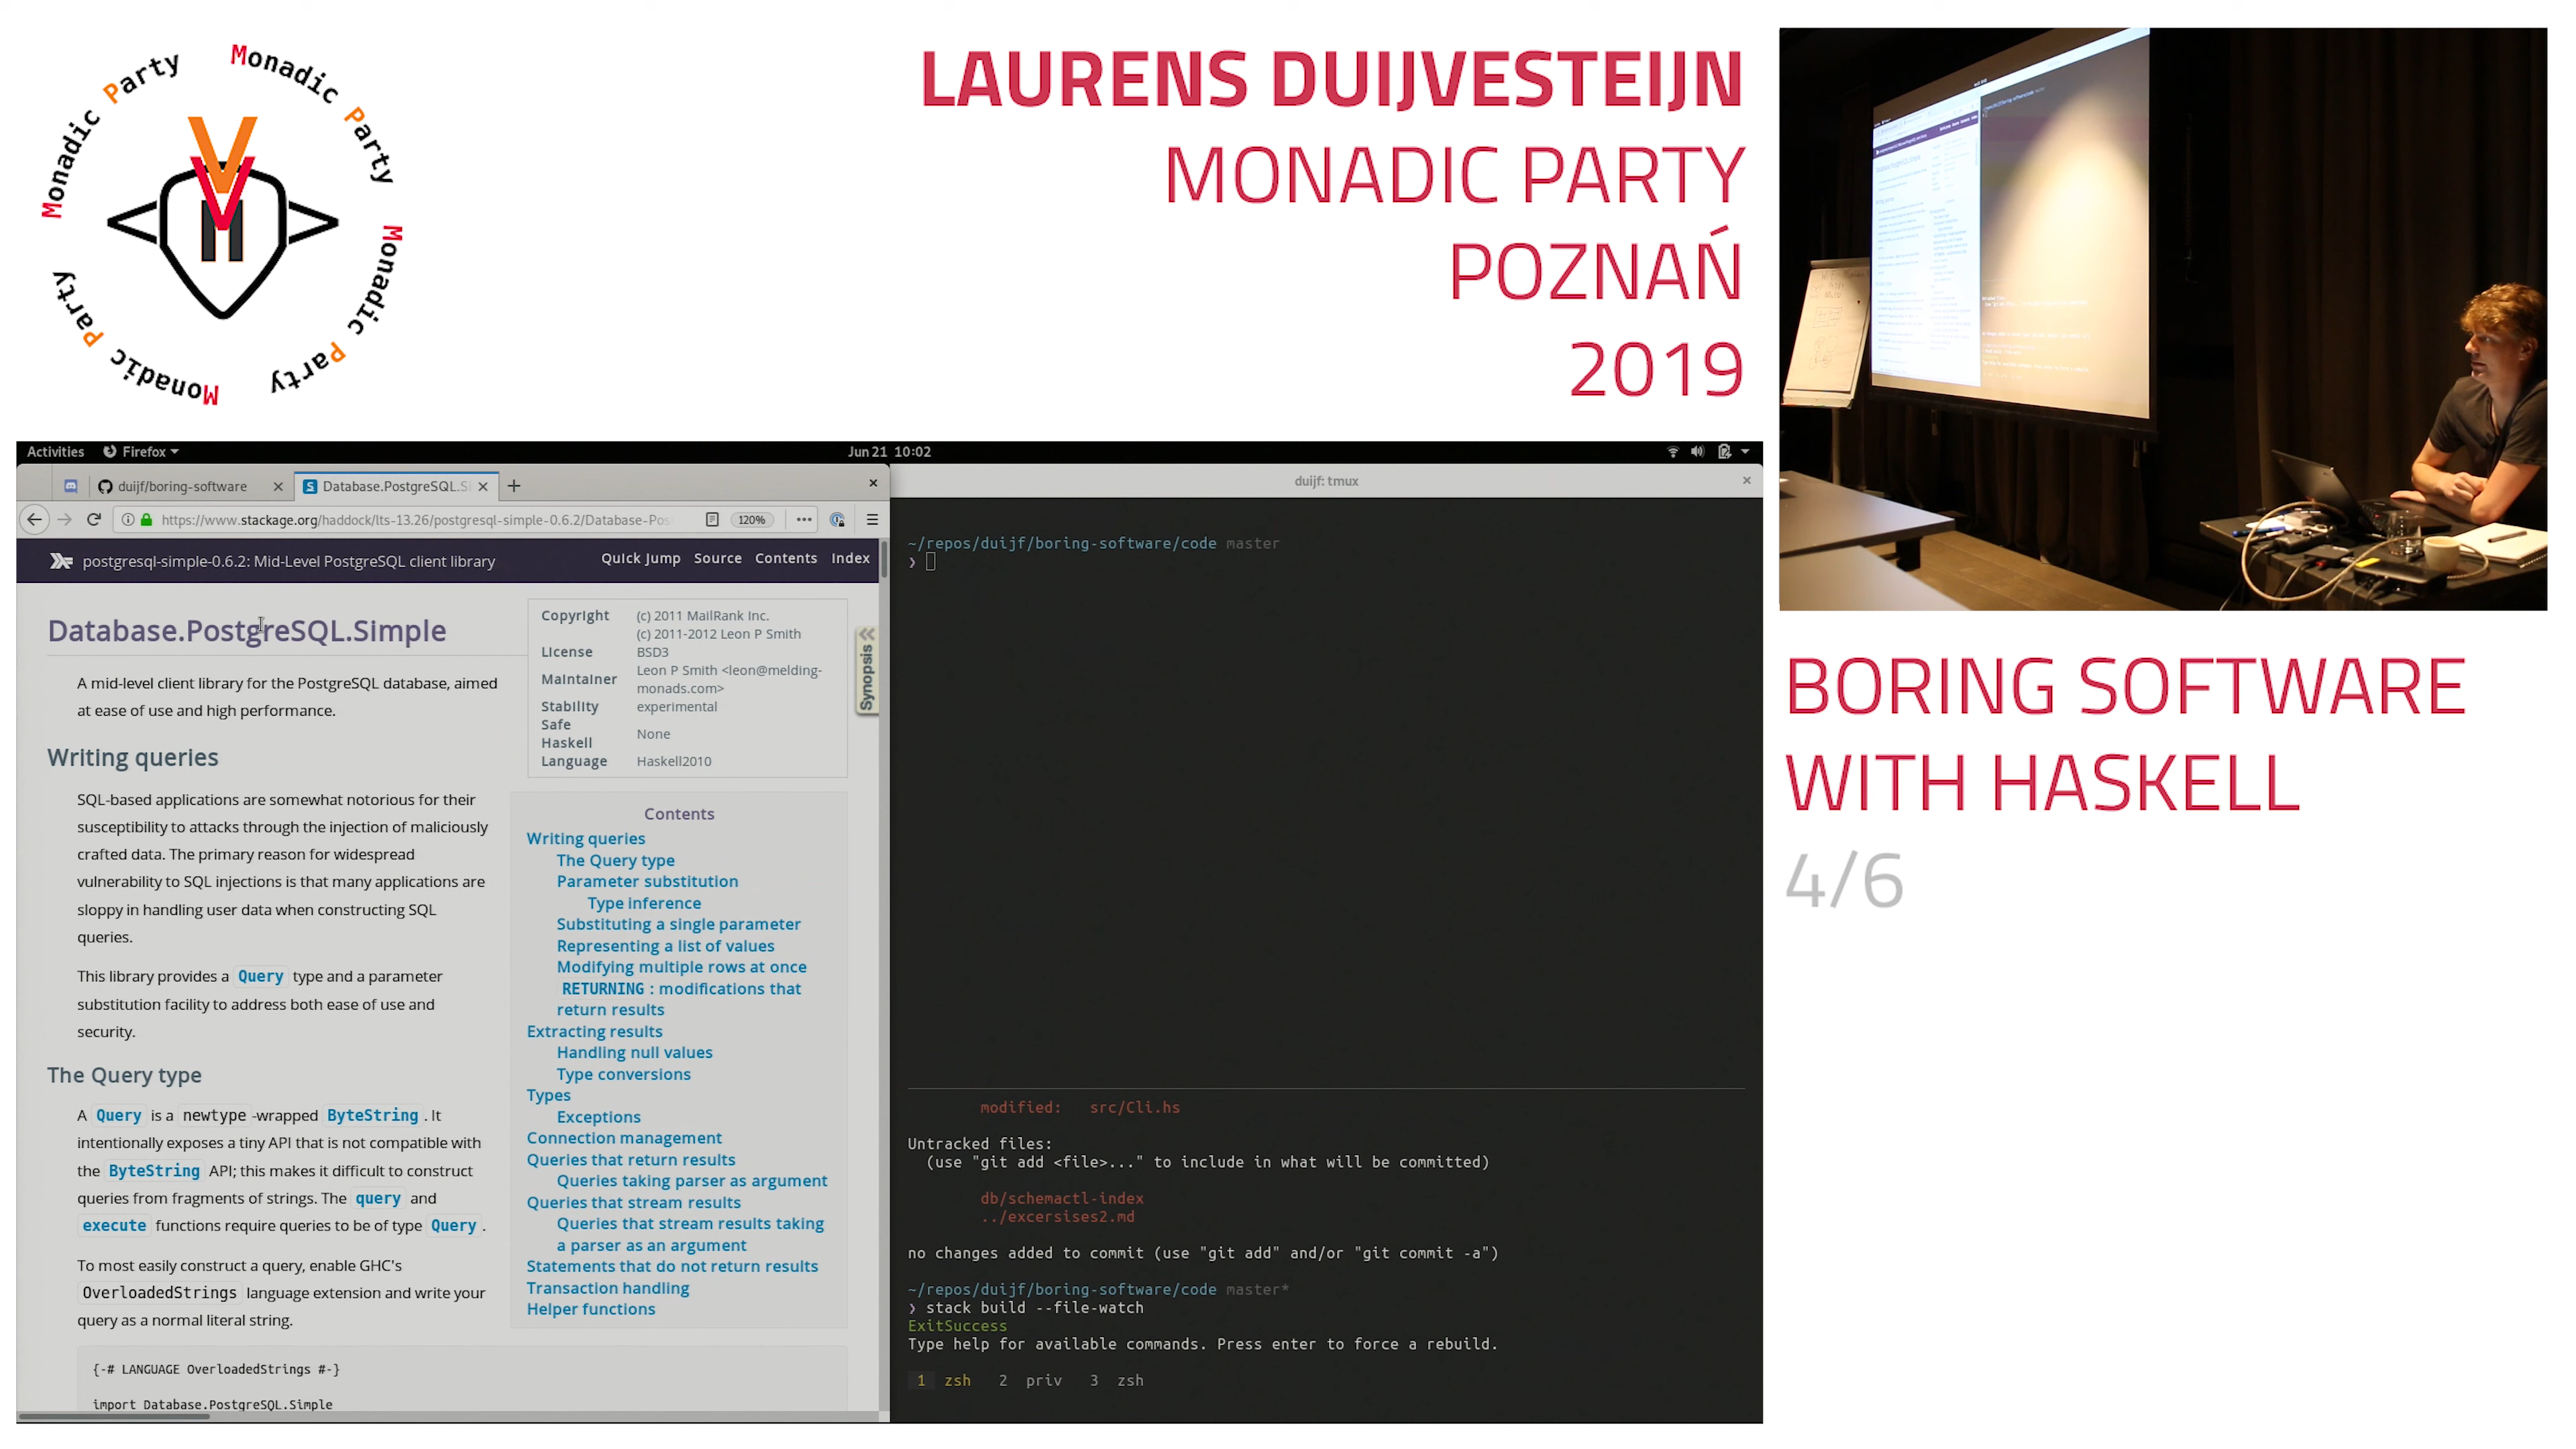 Monadic Party Monadic Party Monadic Party Monadic Party
LAURENS DUIJVESTEIJN
MONADIC PARTY
POZNAŃ
2019
Activities Firefox Jun 21 10:02
duijf/boring-software
Database.PostgreSQL.S
duijf: tmux
https://www.stackage.org/haddock/lts-13.26/postgresql-simple-0.6.2/Database-Pos
120%
postgresql-simple-0.6.2: Mid-Level PostgreSQL client library
Quick Jump Source Contents Index
Database.PostgreSQL.Simple
Copyright (c) 2011 MailRank Inc.
(c) 2011-2012 Leon P Smith
License BSD3
Maintainer Leon P Smith <leon@melding-
monads.com>
Stability experimental
Safe
Haskell None
Language Haskell2010
Synopsis
A mid-level client library for the PostgreSQL database, aimed
at ease of use and high performance.
Writing queries
SQL-based applications are somewhat notorious for their
susceptibility to attacks through the injection of maliciously
crafted data. The primary reason for widespread
vulnerability to SQL injections is that many applications are
sloppy in handling user data when constructing SQL
queries.
This library provides a Query type and a parameter
substitution facility to address both ease of use and
security.
The Query type
A Query is a newtype -wrapped ByteString . It
intentionally exposes a tiny API that is not compatible with
the ByteString API; this makes it difficult to construct
queries from fragments of strings. The query and
execute functions require queries to be of type Query .
To most easily construct a query, enable GHC's
OverloadedStrings language extension and write your
query as a normal literal string.
{-# LANGUAGE OverloadedStrings #-}
import Database.PostgreSQL.Simple
Contents
Writing queries
The Query type
Parameter substitution
Type inference
Substituting a single parameter
Representing a list of values
Modifying multiple rows at once
RETURNING : modifications that
return results
Extracting results
Handling null values
Type conversions
Types
Exceptions
Connection management
Queries that return results
Queries taking parser as argument
Queries that stream results
Queries that stream results taking
a parser as an argument
Statements that do not return results
Transaction handling
Helper functions
~/repos/duijf/boring-software/code master
❯
modified: src/Cli.hs
Untracked files:
(use "git add <file>..." to include in what will be committed)
db/schemactl-index
../excersises2.md
no changes added to commit (use "git add" and/or "git commit -a")
~/repos/duijf/boring-software/code master*
❯ stack build --file-watch
ExitSuccess
Type help for available commands. Press enter to force a rebuild.
1 zsh 2 priv 3 zsh
BORING SOFTWARE
WITH HASKELL
4/6